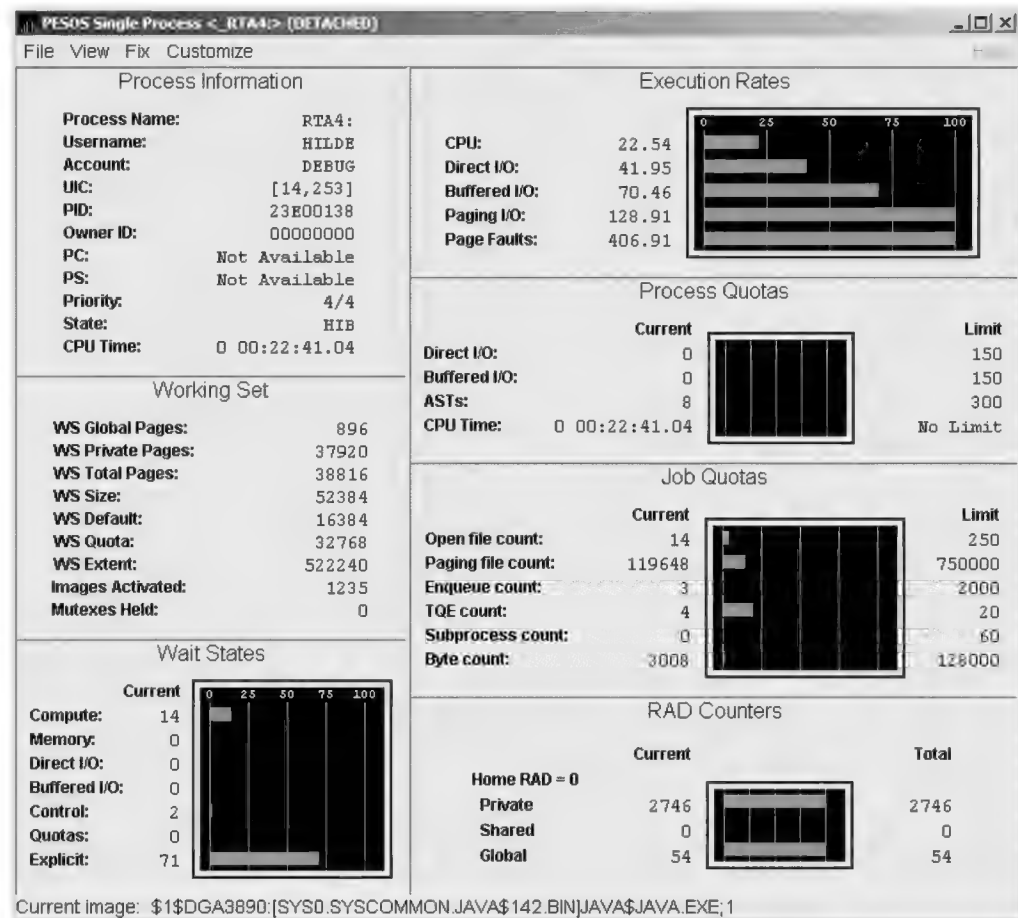 PESOS Single Process <_RTA4:> (DETACHED)
File View Fix Customize
Process Information
Process Name: RTA4:
Username: HILDE
Account: DEBUG
UIC: [14,253]
PID: 23E00138
Owner ID: 00000000
PC: Not Available
PS: Not Available
Priority: 4/4
State: HIB
CPU Time: 0 00:22:41.04
Working Set
WS Global Pages: 896
WS Private Pages: 37920
WS Total Pages: 38816
WS Size: 52384
WS Default: 16384
WS Quota: 32768
WS Extent: 522240
Images Activated: 1235
Mutexes Held: 0
Wait States
Current
0 25 50 75 100
Compute: 14
Memory: 0
Direct I/O: 0
Buffered I/O: 0
Control: 2
Quotas: 0
Explicit: 71
Execution Rates
0 25 50 75 100
CPU: 22.54
Direct I/O: 41.95
Buffered I/O: 70.46
Paging I/O: 128.91
Page Faults: 406.91
Process Quotas
Current Limit
Direct I/O: 0 150
Buffered I/O: 0 150
ASTs: 8 300
CPU Time: 0 00:22:41.04 No Limit
Job Quotas
Current Limit
Open file count: 14 250
Paging file count: 119648 750000
Enqueue count: 3 2000
TQE count: 4 20
Subprocess count: 0 60
Byte count: 3008 128000
RAD Counters
Current Total
Home RAD = 0
Private 2746 2746
Shared 0 0
Global 54 54
Current image: $1$DGA3890:[SYS0.SYSCOMMON.JAVA$142.BIN]JAVA$JAVA.EXE;1